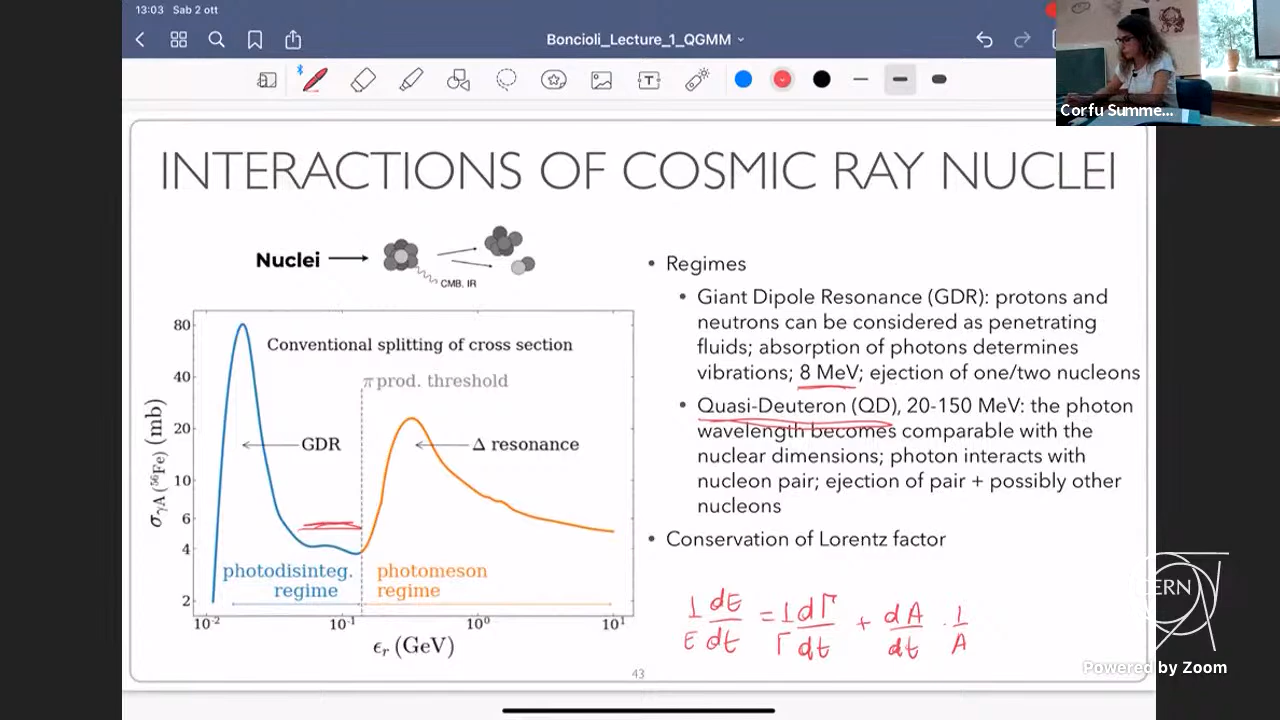 13:03 Sab 2 ott
Boncioli_Lecture_1_QGMM
T
Corfu Summe...
INTERACTIONS OF COSMIC RAY NUCLEI
Nuclei
CMB, IR
Conventional splitting of cross section
π prod. threshold
GDR
Δ resonance
photodisinteg. regime
photomeson regime
σγA (⁵⁶Fe) (mb)
80
40
20
10
6
4
2
10⁻² 10⁻¹ 10⁰ 10¹
ϵr (GeV)
• Regimes
• Giant Dipole Resonance (GDR): protons and
neutrons can be considered as penetrating
fluids; absorption of photons determines
vibrations; 8 MeV; ejection of one/two nucleons
• Quasi-Deuteron (QD), 20-150 MeV: the photon
wavelength becomes comparable with the
nuclear dimensions; photon interacts with
nucleon pair; ejection of pair + possibly other
nucleons
• Conservation of Lorentz factor
1/E dE/dt = 1/Γ dΓ/dt + dA/dt · 1/A
43
CERN
Powered by Zoom